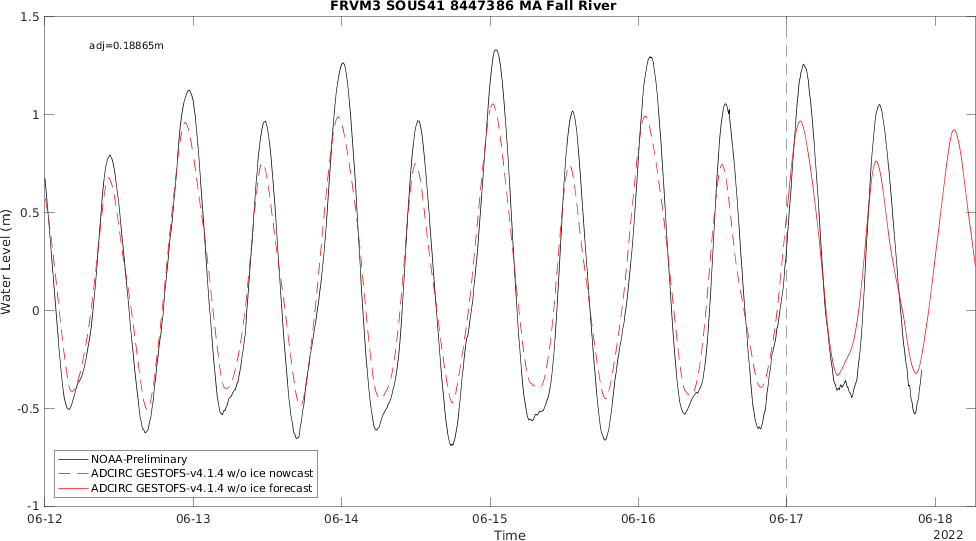 FRVM3 SOUS41 8447386 MA Fall River
1.5
adj=0.18865m
1
0.5
Water Level (m)
0
-0.5
NOAA-Preliminary
ADCIRC GESTOFS-v4.1.4 w/o ice nowcast
ADCIRC GESTOFS-v4.1.4 w/o ice forecast
-1
06-12 06-13 06-14 06-15 06-16 06-17 06-18
Time 2022